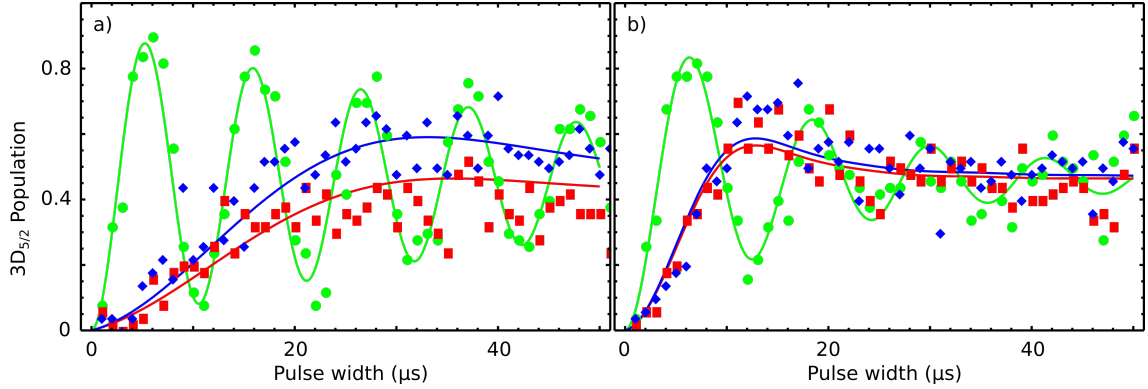 a)
b)
0.8
0.4
0
3D5/2 Population
0 20 40
0 20 40
Pulse width (μs)
Pulse width (μs)